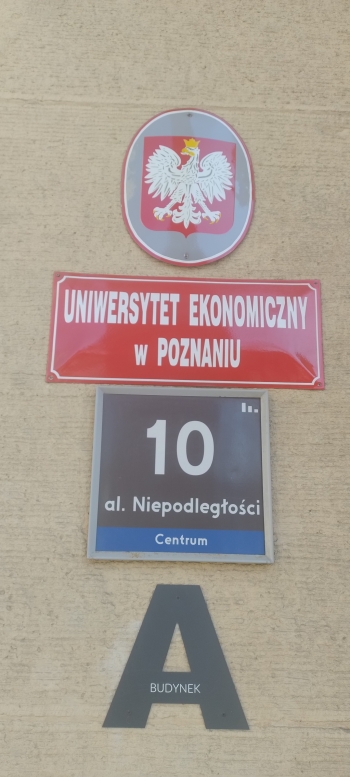 UNIWERSYTET EKONOMICZNY
w POZNANIU
10
al. Niepodległości
Centrum
A
BUDYNEK